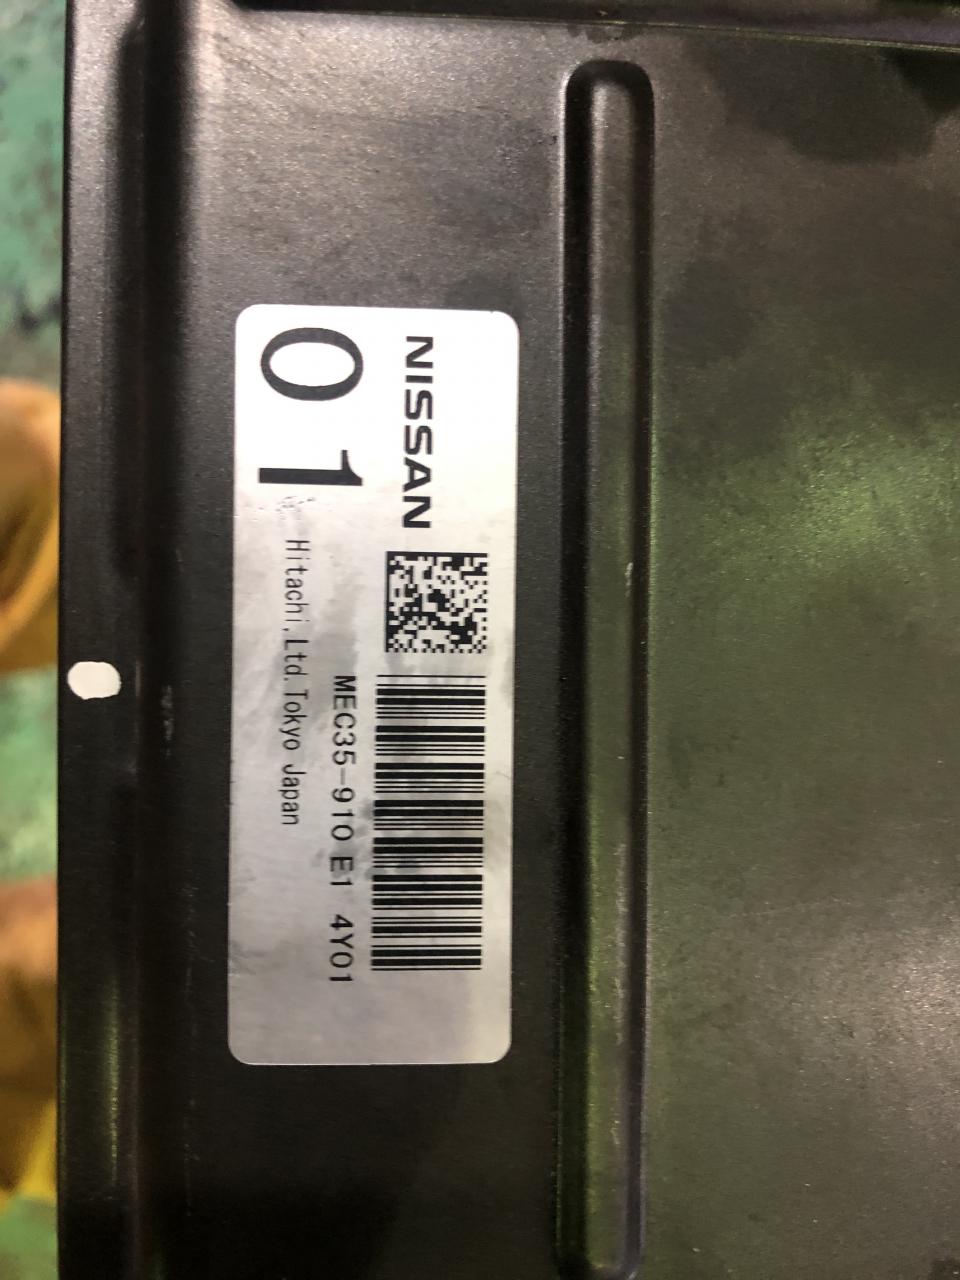 NISSAN
01
MEC35-910 E1 4Y01
Hitachi,Ltd.Tokyo Japan